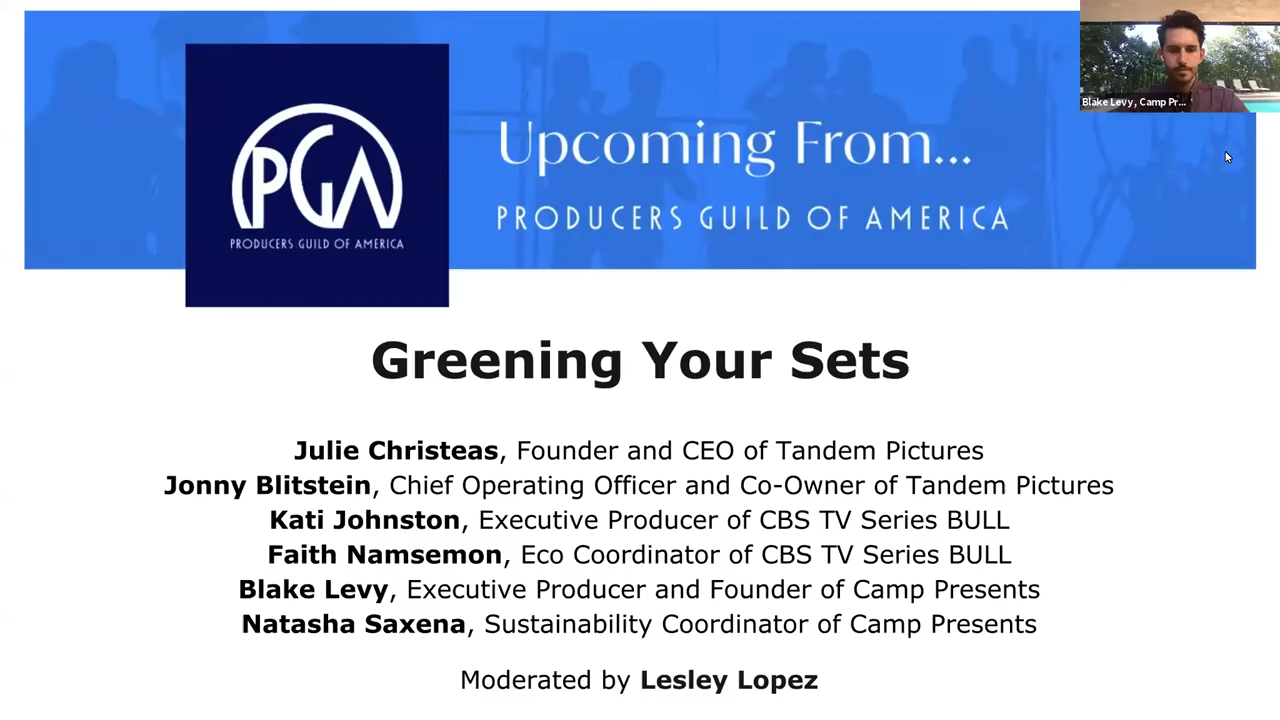 Blake Levy, Camp Pr...
PGA
PRODUCERS GUILD OF AMERICA
Upcoming From...
PRODUCERS GUILD OF AMERICA
Greening Your Sets
Julie Christeas, Founder and CEO of Tandem Pictures
Jonny Blitstein, Chief Operating Officer and Co-Owner of Tandem Pictures
Kati Johnston, Executive Producer of CBS TV Series BULL
Faith Namsemon, Eco Coordinator of CBS TV Series BULL
Blake Levy, Executive Producer and Founder of Camp Presents
Natasha Saxena, Sustainability Coordinator of Camp Presents
Moderated by Lesley Lopez